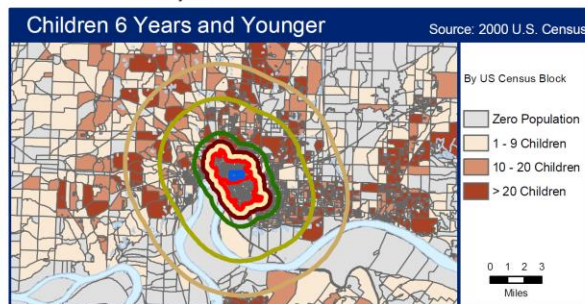 Children 6 Years and Younger
Source: 2000 U.S. Census
By US Census Block
Zero Population
1 - 9 Children
10 - 20 Children
> 20 Children
0 1 2 3
Miles